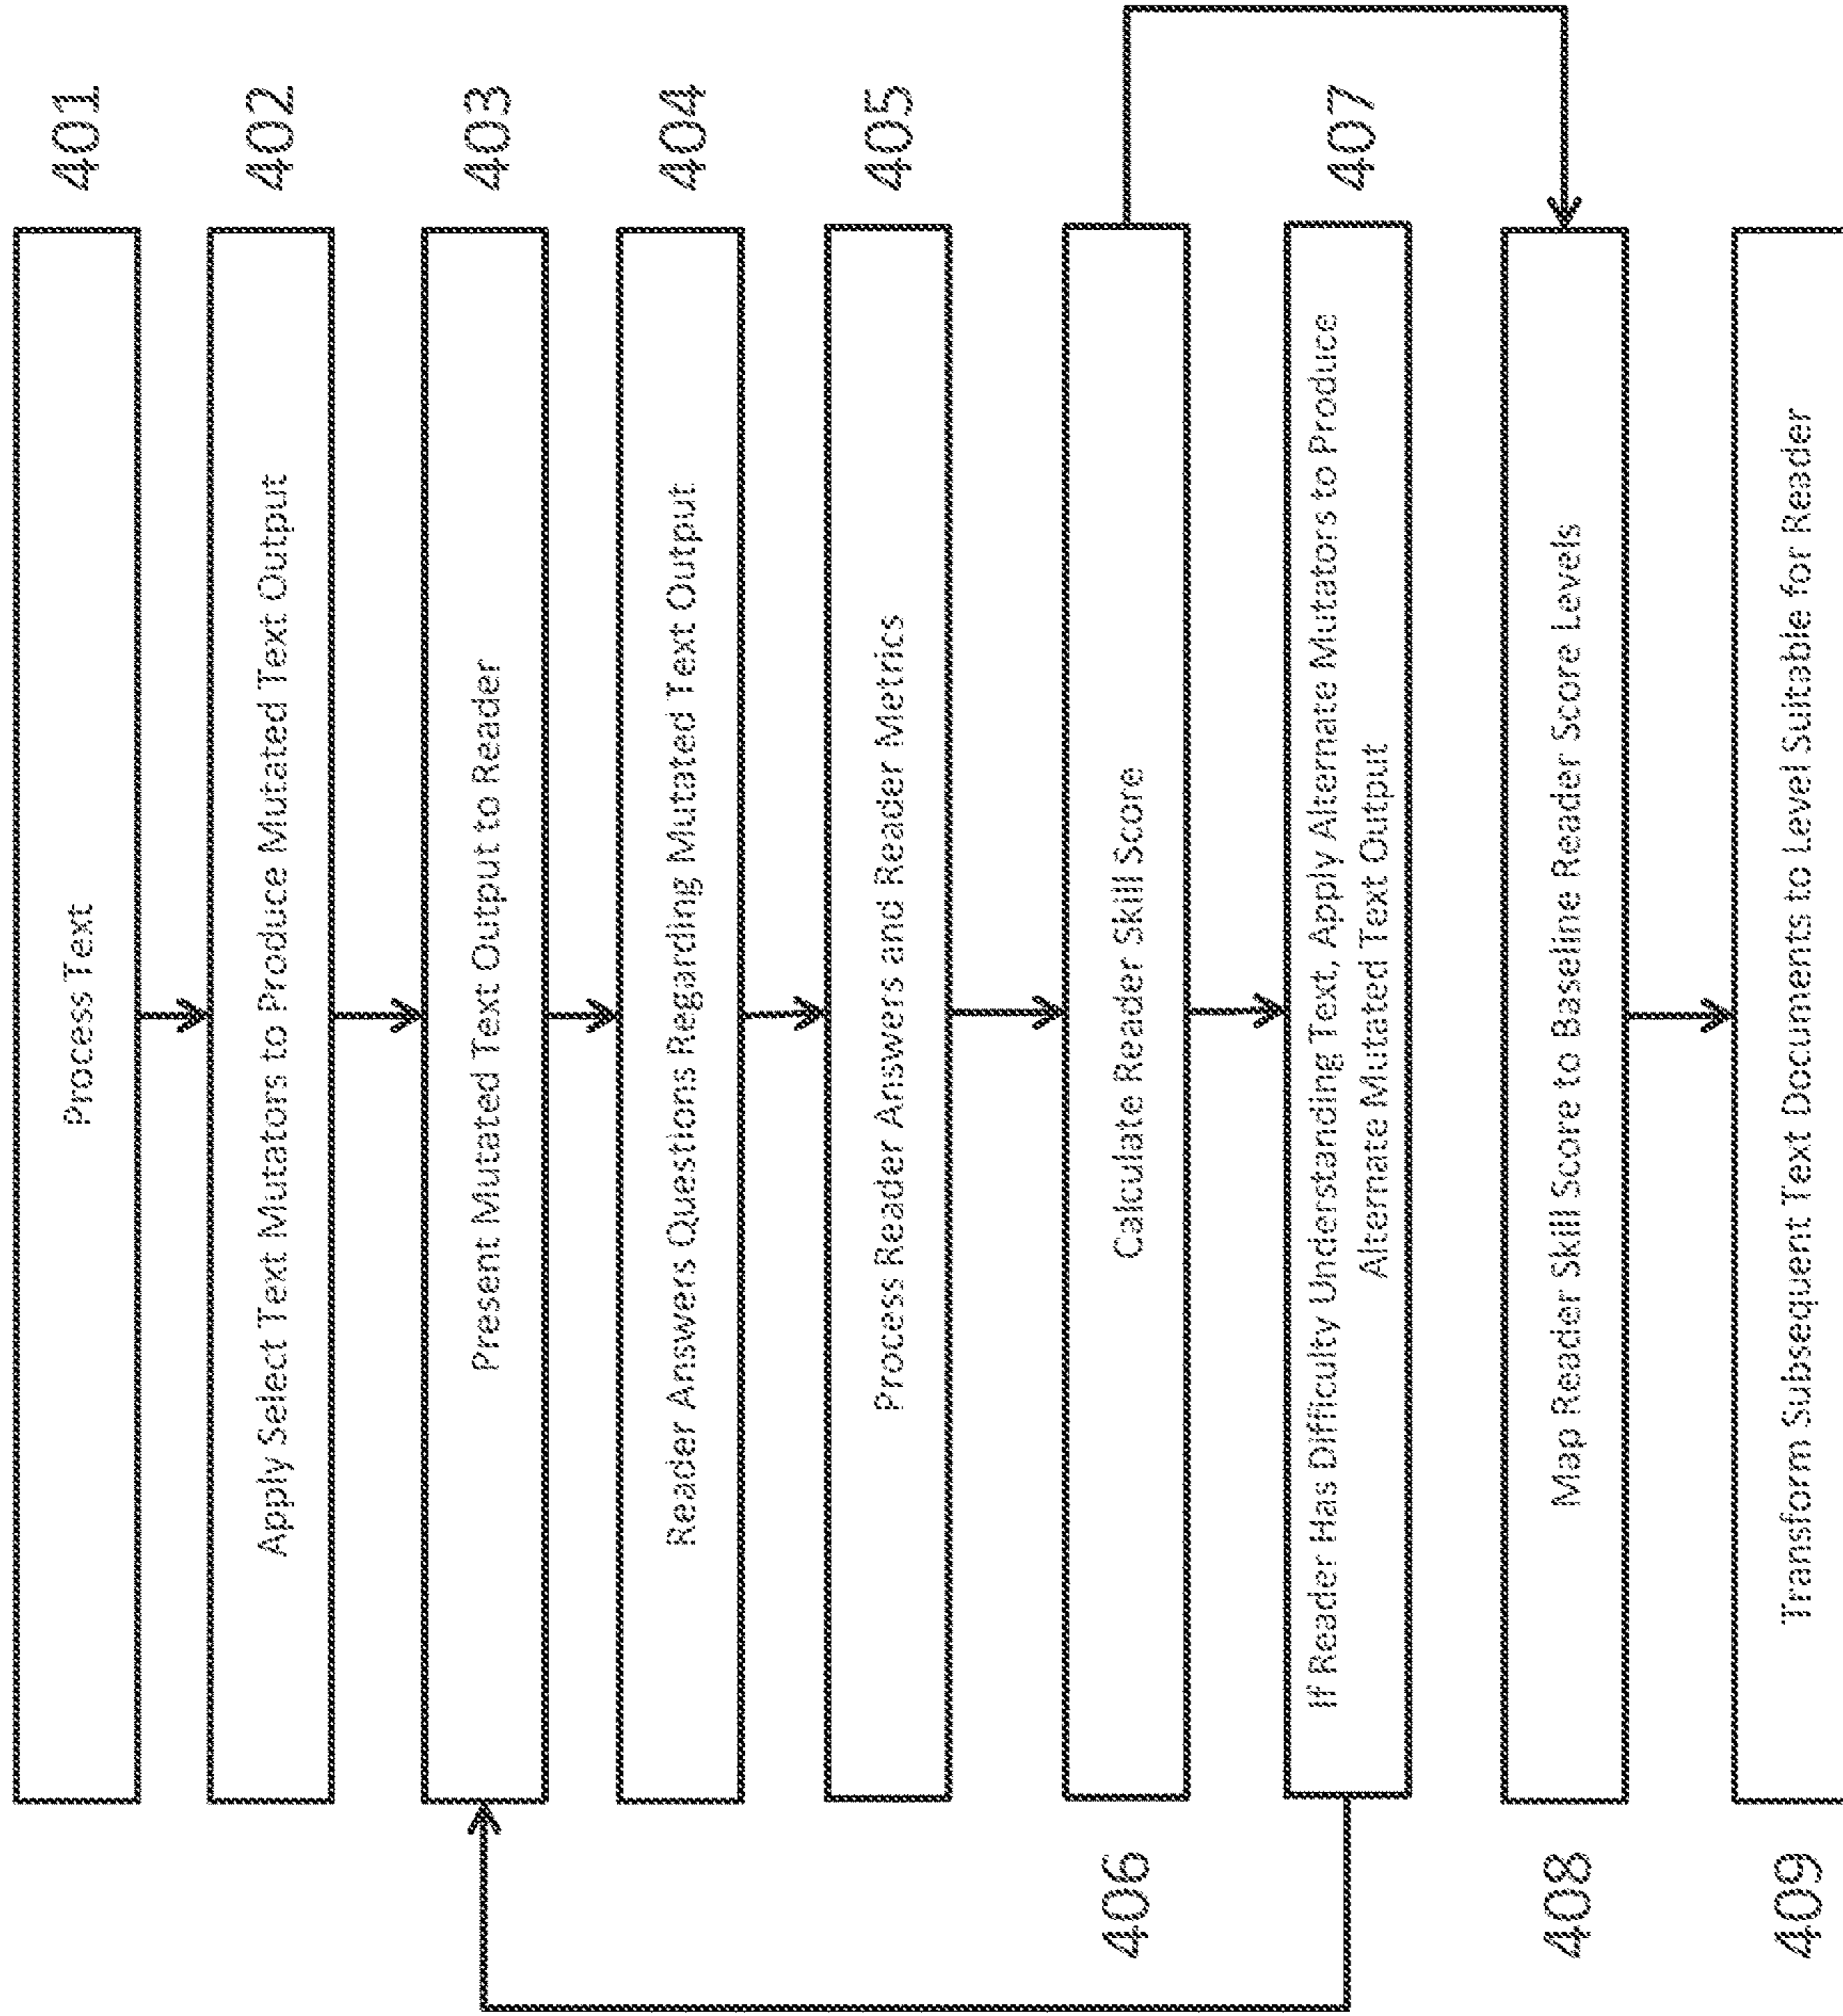 401
Process Text
402
Apply Select Text Mutators to Produce Mutated Text Output
403
Present Mutated Text Output to Reader
404
Reader Answers Questions Regarding Mutated Text Output
405
Process Reader Answers and Reader Metrics
406
Calculate Reader Skill Score
407
If Reader Has Difficulty Understanding Text, Apply Alternate Mutators to Produce
Alternate Mutated Text Output
408
Map Reader Skill Score to Baseline Reader Score Levels
409
Transform Subsequent Text Documents to Level Suitable for Reader